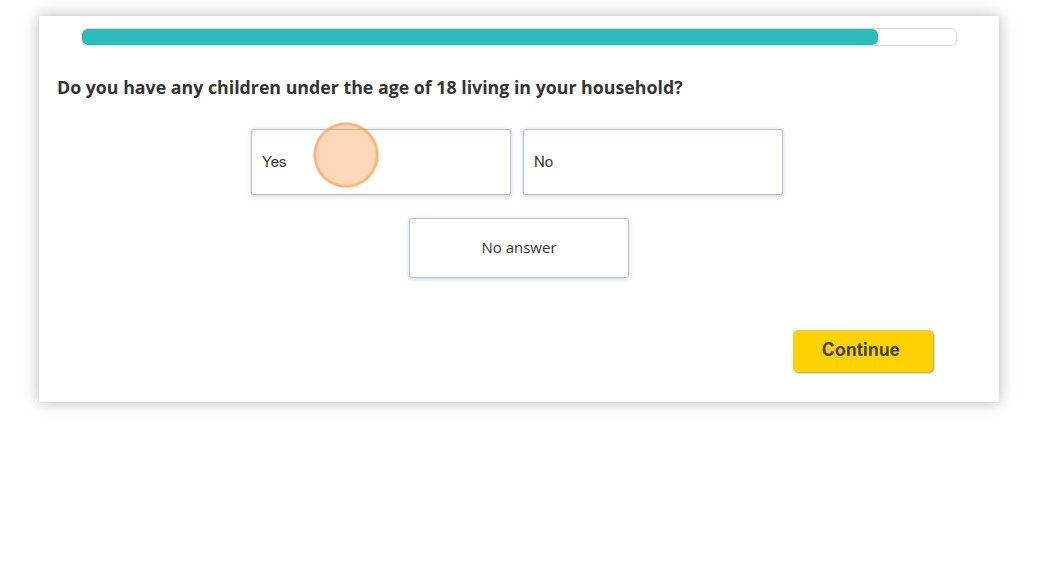 Do you have any children under the age of 18 living in your household?
Yes
No
No answer
Continue